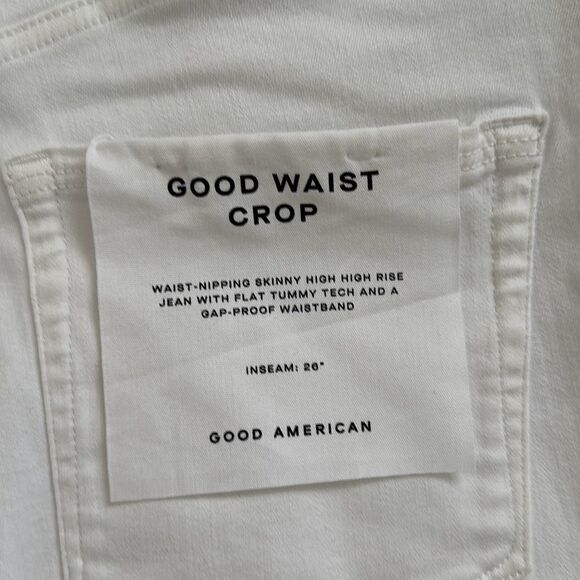 GOOD WAIST
CROP
WAIST-NIPPING SKINNY HIGH HIGH RISE
JEAN WITH FLAT TUMMY TECH AND A
GAP-PROOF WAISTBAND
INSEAM: 26"
GOOD AMERICAN